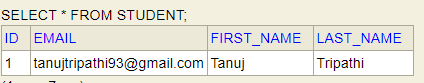 SELECT * FROM STUDENT;
ID EMAIL FIRST_NAME LAST_NAME
1 tanujtripathi93@gmail.com Tanuj Tripathi